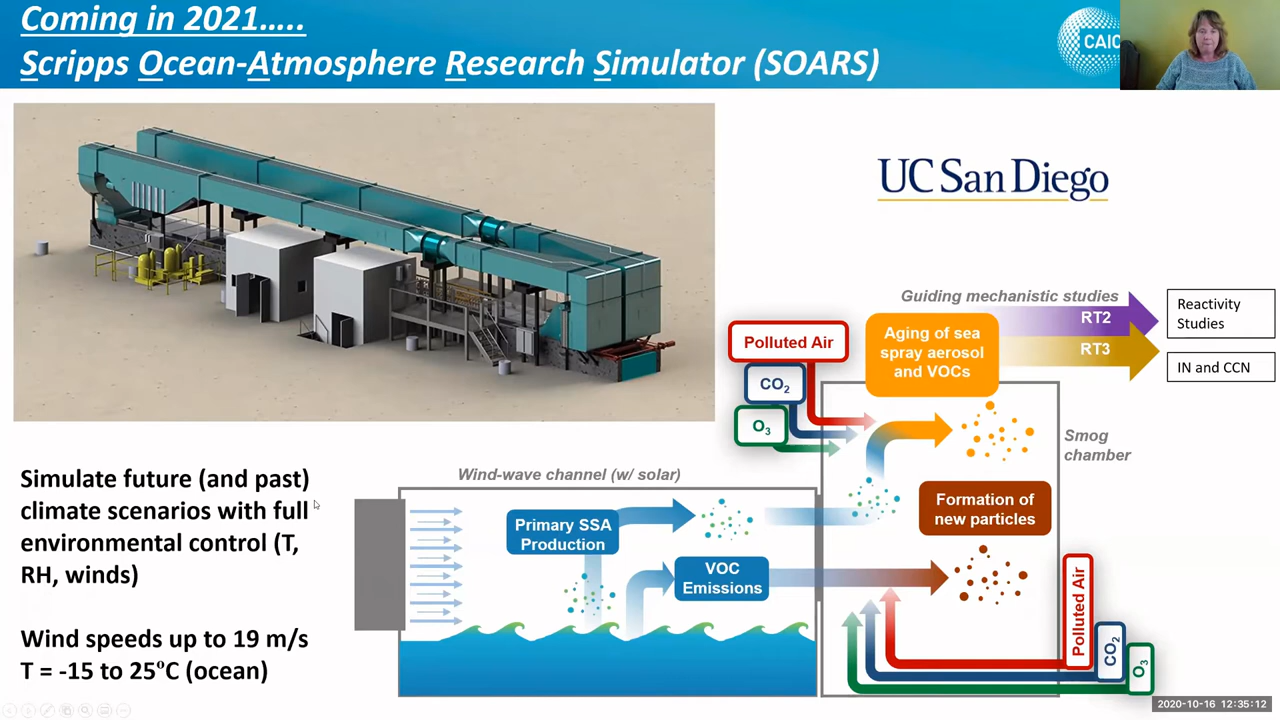 Coming in 2021.....
Scripps Ocean-Atmosphere Research Simulator (SOARS)
CAIC
UC San Diego
Guiding mechanistic studies
RT2
RT3
Reactivity
Studies
IN and CCN
Polluted Air
CO₂
O₃
Aging of sea
spray aerosol
and VOCs
Smog
chamber
Simulate future (and past)
climate scenarios with full
environmental control (T,
RH, winds)
Wind speeds up to 19 m/s
T = -15 to 25ºC (ocean)
Wind-wave channel (w/ solar)
Primary SSA
Production
VOC
Emissions
Formation of
new particles
Polluted Air
CO₂
O₃
2020-10-16 12:35:12